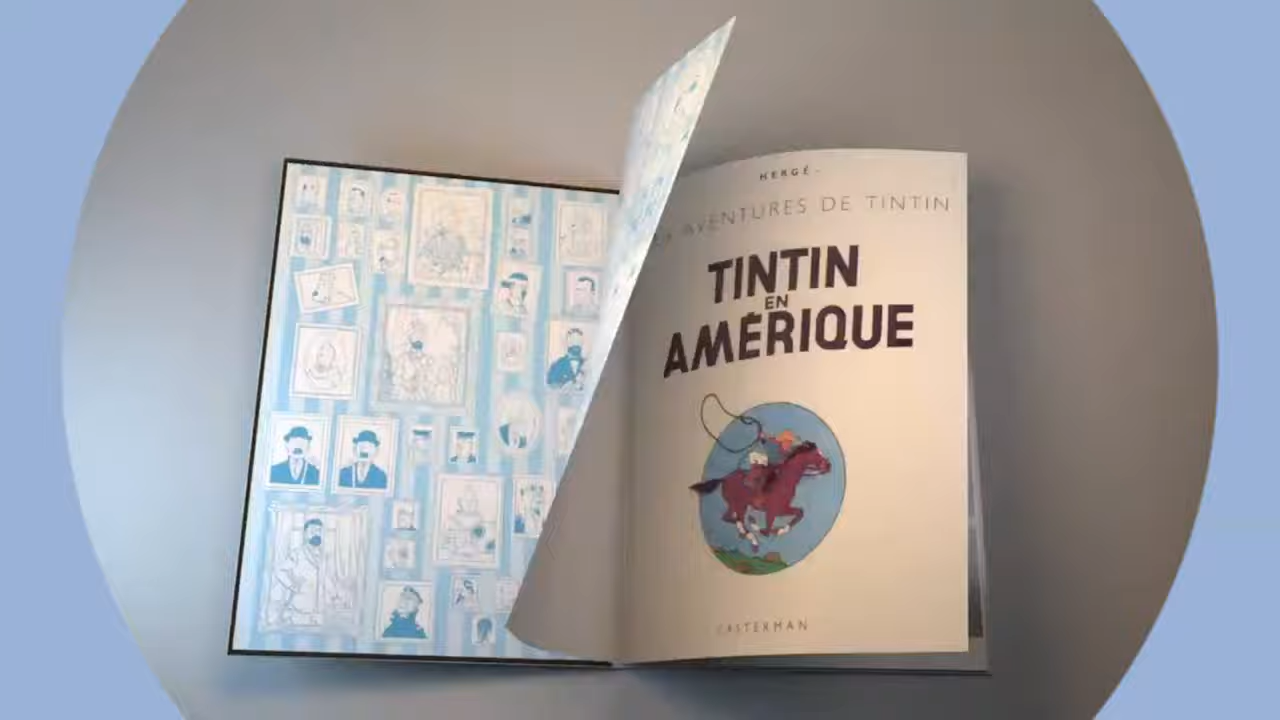 HERGÉ
AVENTURES DE TINTIN
TINTIN
EN
AMÉRIQUE
CASTERMAN